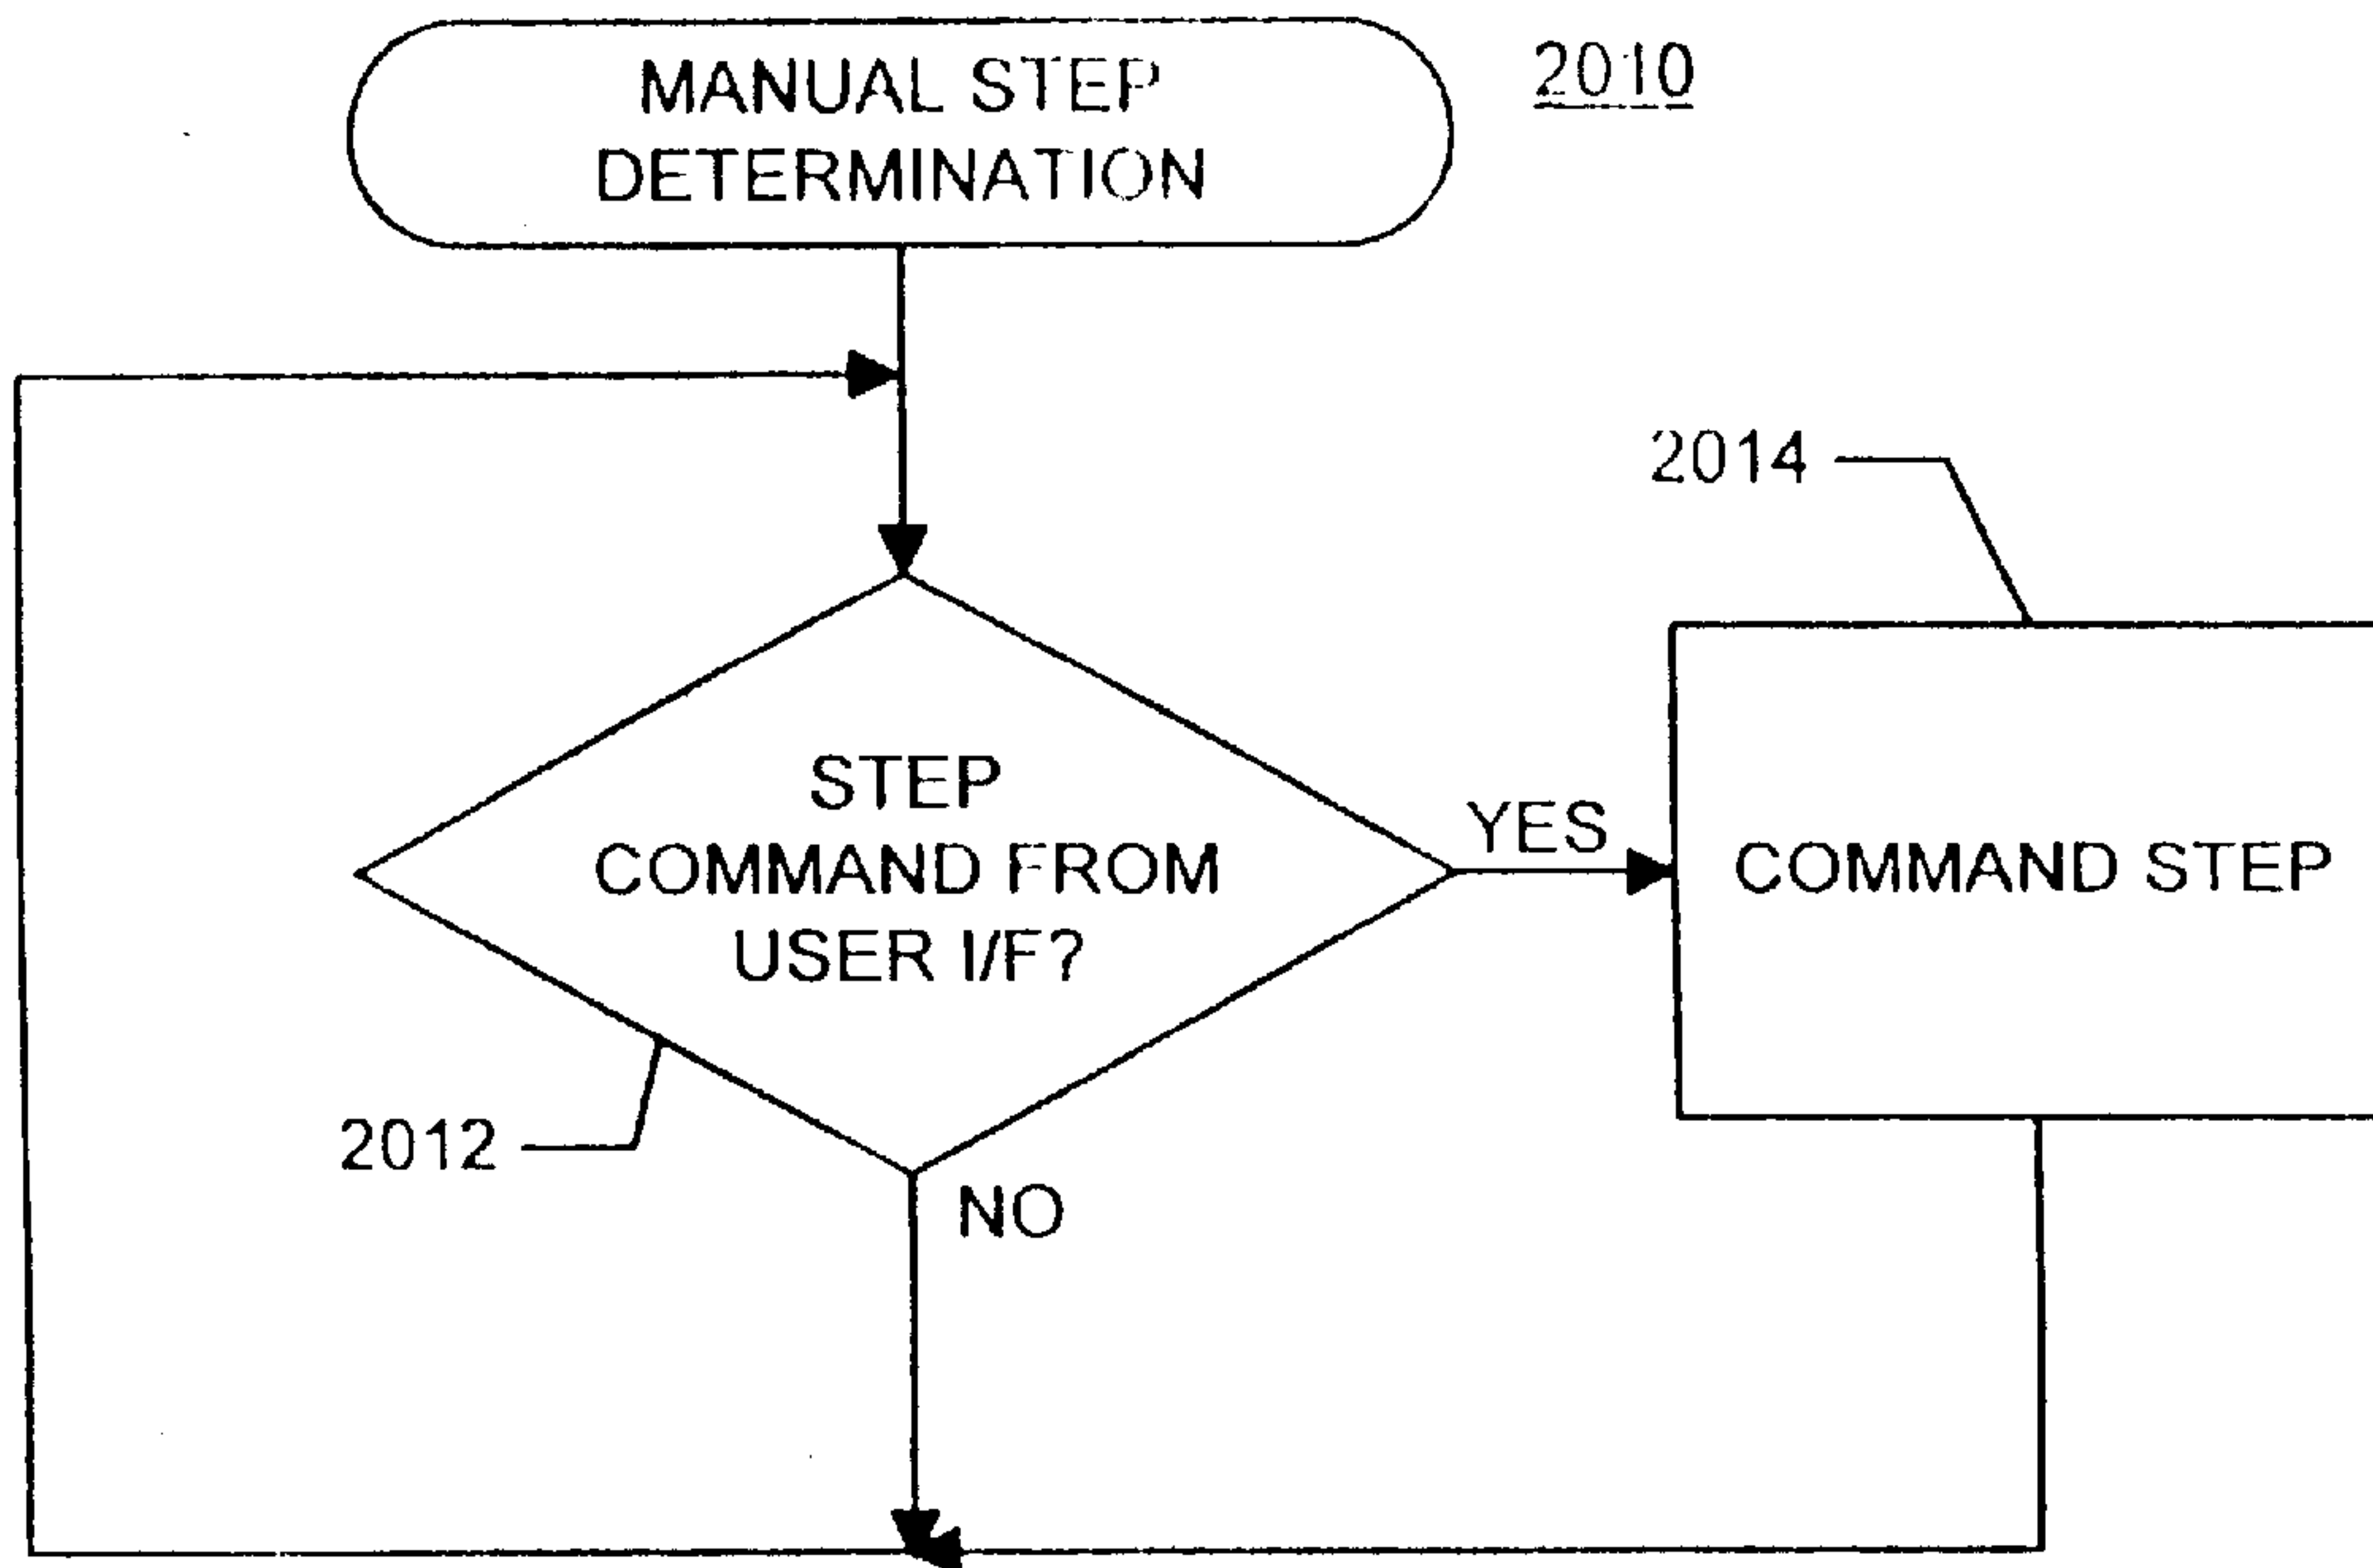 MANUAL STEP
DETERMINATION
2010
2014
STEP
COMMAND FROM
USER I/F?
YES
COMMAND STEP
2012
NO